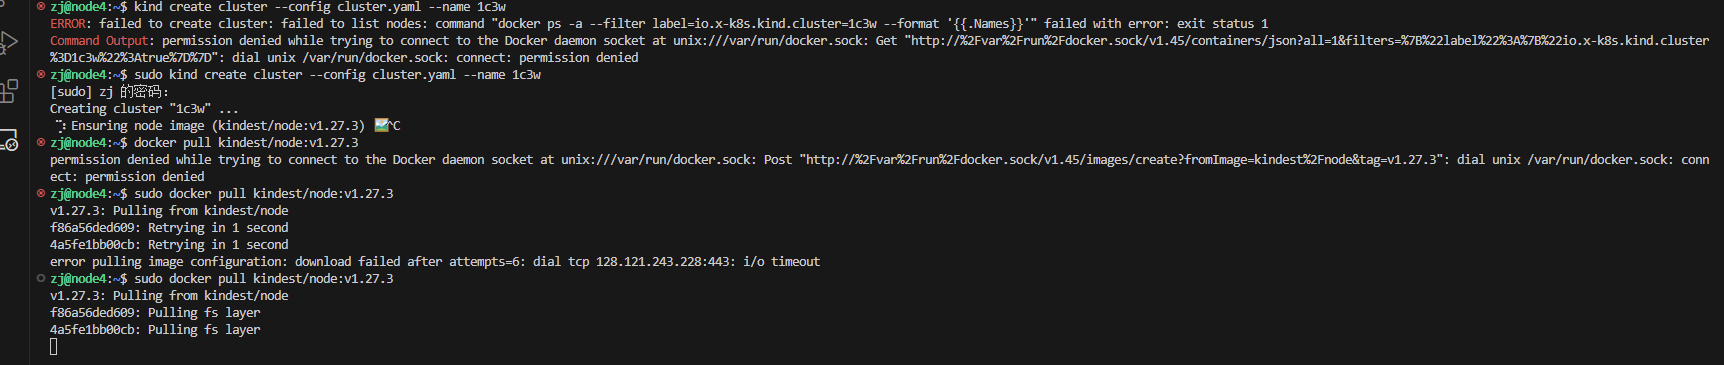 zj@node4:~$ kind create cluster --config cluster.yaml --name 1c3w
ERROR: failed to create cluster: failed to list nodes: command "docker ps -a --filter label=io.x-k8s.kind.cluster=1c3w --format '{{.Names}}'" failed with error: exit status 1
Command Output: permission denied while trying to connect to the Docker daemon socket at unix:///var/run/docker.sock: Get "http://%2Fvar%2Frun%2Fdocker.sock/v1.45/containers/json?all=1&filters=%7B%22label%22%3A%7B%22io.x-k8s.kind.cluster
%3D1c3w%22%3Atrue%7D%7D": dial unix /var/run/docker.sock: connect: permission denied
zj@node4:~$ sudo kind create cluster --config cluster.yaml --name 1c3w
[sudo] zj 的密码:
Creating cluster "1c3w" ...
Ensuring node image (kindest/node:v1.27.3) 🖼^C
zj@node4:~$ docker pull kindest/node:v1.27.3
permission denied while trying to connect to the Docker daemon socket at unix:///var/run/docker.sock: Post "http://%2Fvar%2Frun%2Fdocker.sock/v1.45/images/create?fromImage=kindest%2Fnode&tag=v1.27.3": dial unix /var/run/docker.sock: conn
ect: permission denied
zj@node4:~$ sudo docker pull kindest/node:v1.27.3
v1.27.3: Pulling from kindest/node
f86a56ded609: Retrying in 1 second
4a5fe1bb00cb: Retrying in 1 second
error pulling image configuration: download failed after attempts=6: dial tcp 128.121.243.228:443: i/o timeout
zj@node4:~$ sudo docker pull kindest/node:v1.27.3
v1.27.3: Pulling from kindest/node
f86a56ded609: Pulling fs layer
4a5fe1bb00cb: Pulling fs layer